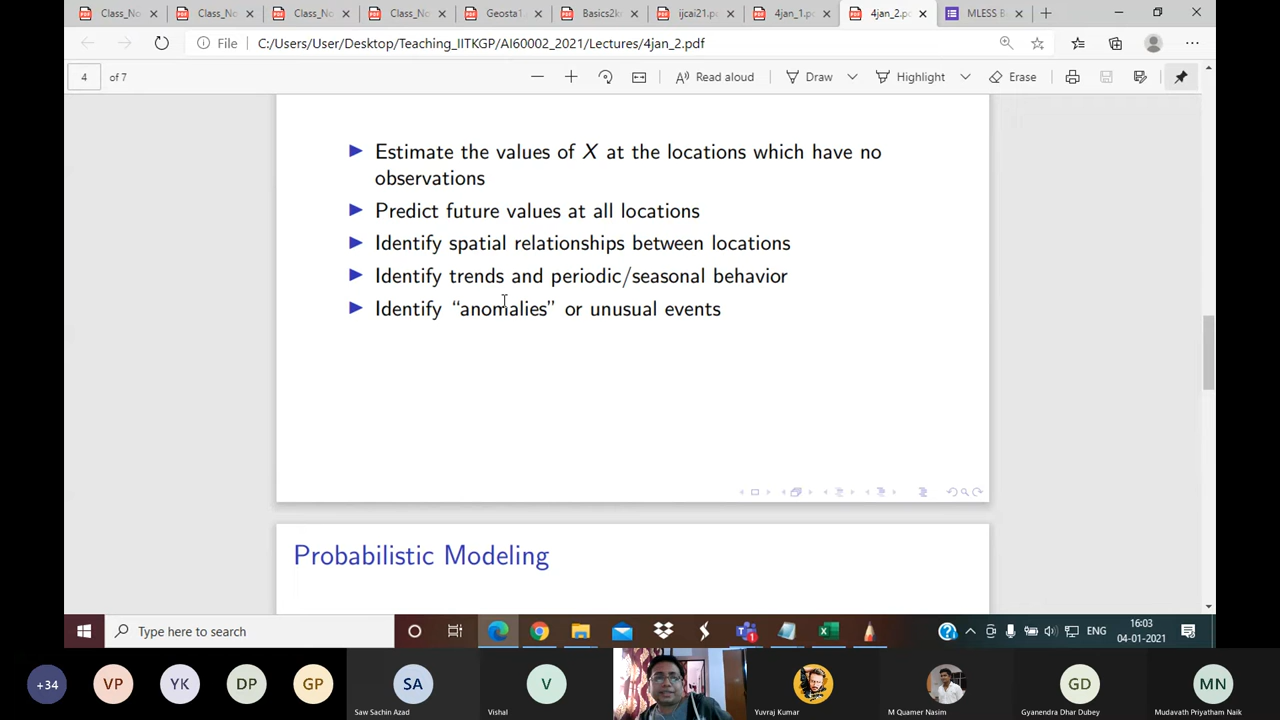 Class_No
Class_No
Class_No
Class_No
Geosta1.
Basics2k
ijcai21.p
4jan_1.p
4jan_2.p
MLESS B
File
C:/Users/User/Desktop/Teaching_IITKGP/AI60002_2021/Lectures/4jan_2.pdf
4 of 7
Read aloud
Draw
Highlight
Erase
▶ Estimate the values of X at the locations which have no
observations
▶ Predict future values at all locations
▶ Identify spatial relationships between locations
▶ Identify trends and periodic/seasonal behavior
▶ Identify “anomalies” or unusual events
Probabilistic Modeling
Type here to search
1
ENG
16:03
04-01-2021
+34
VP
YK
DP
GP
SA
V
GD
MN
Saw Sachin Azad
Vishal
Yuvraj Kumar
M Quamer Nasim
Gyanendra Dhar Dubey
Mudavath Priyatham Naik